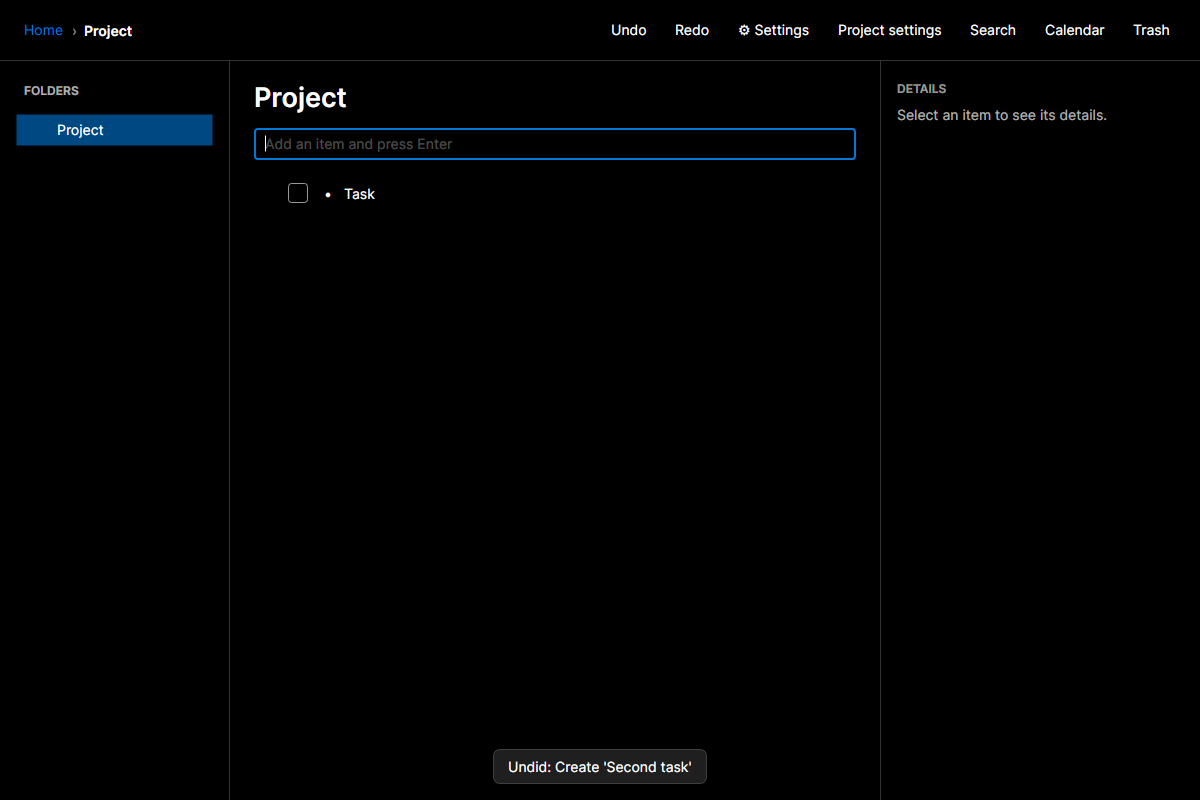 Home › Project
Undo Redo ⚙ Settings Project settings Search Calendar Trash
FOLDERS
Project
Project
Add an item and press Enter
• Task
DETAILS
Select an item to see its details.
Undid: Create 'Second task'